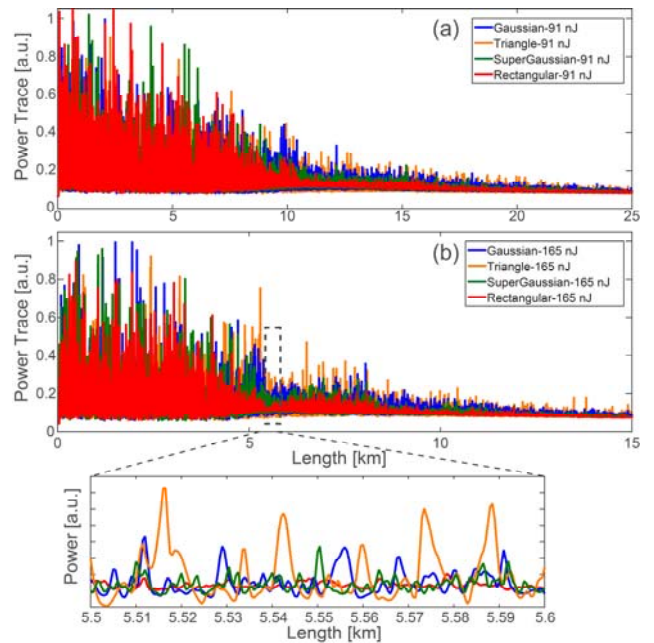 (a)
Gaussian-91 nJ
Triangle-91 nJ
SuperGaussian-91 nJ
Rectangular-91 nJ
Power Trace [a.u.]
1
0.8
0.6
0.4
0.2
0 5 10 15 20 25
(b)
Gaussian-165 nJ
Triangle-165 nJ
SuperGaussian-165 nJ
Rectangular-165 nJ
Power Trace [a.u.]
1
0.8
0.6
0.4
0.2
0
0 5 10 15
Length [km]
Power [a.u.]
5.5 5.51 5.52 5.53 5.54 5.55 5.56 5.57 5.58 5.59 5.6
Length [km]